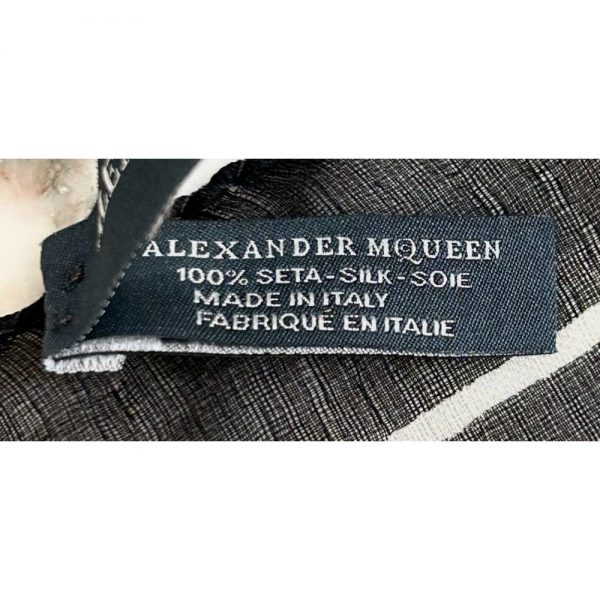 ALEXANDER MQUEEN
100% SETA-SILK-SOIE
MADE IN ITALY
FABRIQUÉ EN ITALIE